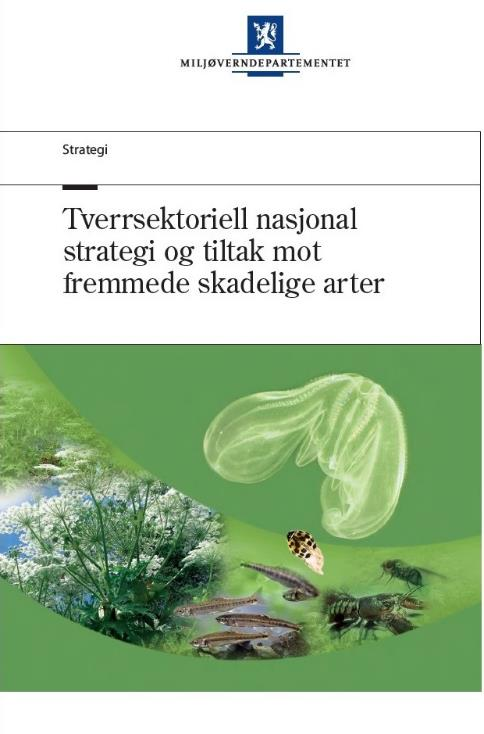 MILJØVERNDEPARTEMENTET
Strategi
Tverrsektoriell nasjonal
strategi og tiltak mot
fremmede skadelige arter